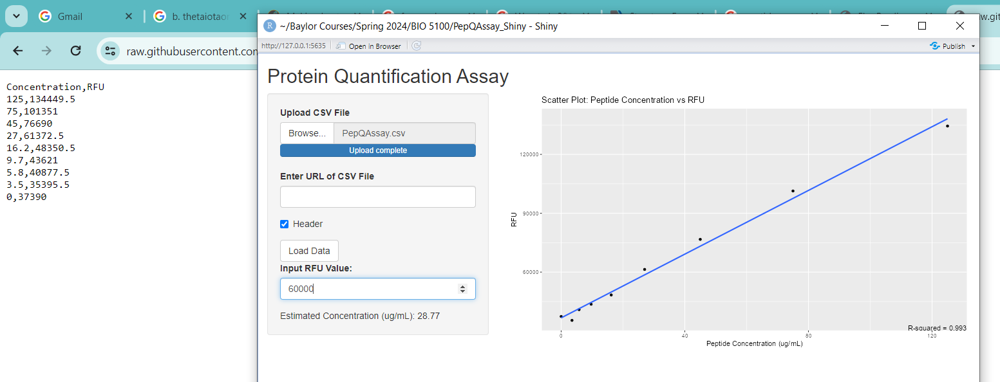 Gmail
b. thetaiotao
~/Baylor Courses/Spring 2024/BIO 5100/PepQAssay_Shiny - Shiny
raw.githubusercontent.com
http://127.0.0.1:5635
Open in Browser
Publish
Concentration,RFU
125,134449.5
75,101351
45,76690
27,61372.5
16.2,48350.5
9.7,43621
5.8,40877.5
3.5,35395.5
0,37390
Protein Quantification Assay
Upload CSV File
Browse...
PepQAssay.csv
Upload complete
Enter URL of CSV File
Header
Load Data
Input RFU Value:
60000
Estimated Concentration (ug/mL): 28.77
Scatter Plot: Peptide Concentration vs RFU
120000
90000
60000
RFU
R-squared = 0.993
0
40
80
120
Peptide Concentration (ug/mL)